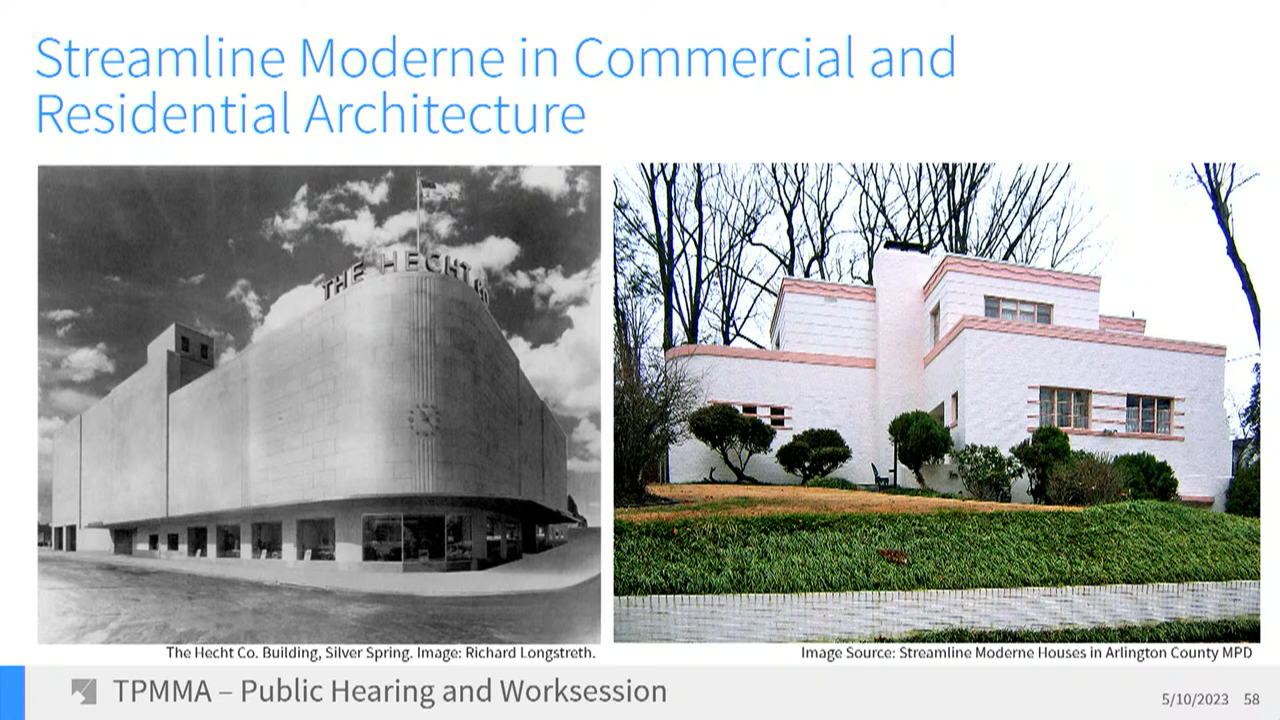 Streamline Moderne in Commercial and
Residential Architecture
THE HECHT Co
The Hecht Co. Building, Silver Spring. Image: Richard Longstreth.
Image Source: Streamline Moderne Houses in Arlington County MPD
TPMMA – Public Hearing and Worksession
5/10/2023 58